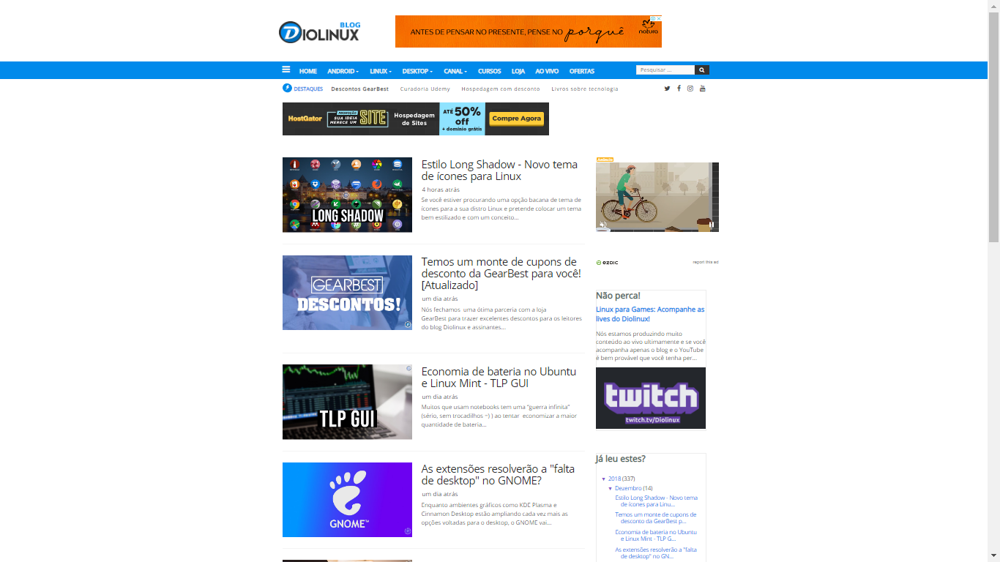 BLOG
DIOLINUX
ANTES DE PENSAR NO PRESENTE, PENSE NO porquê
natura
HOME ANDROID LINUX DESKTOP CANAL CURSOS LOJA AO VIVO OFERTAS
Pesquisar ...
DESTAQUES Descontos GearBest Curadoria Udemy Hospedagem com desconto Livros sobre tecnologia
HostGator
PROMOÇÃO
SUA IDEIA
MERECE UM
SITE
Hospedagem
de Sites
ATÉ
50%
off
+ domínio grátis
Compre Agora
LONG SHADOW
Estilo Long Shadow - Novo tema
de ícones para Linux
4 horas atrás
Se você estiver procurando uma opção bacana de tema de
ícones para a sua distro Linux e pretende colocar um tema
bem estilizado e com um conceito...
GEARBEST
DESCONTOS!
Temos um monte de cupons de
desconto da GearBest para você!
[Atualizado]
um dia atrás
Nós fechamos uma ótima parceria com a loja
GearBest para trazer excelentes descontos para os leitores
do blog Diolinux e assinantes...
TLP GUI
Economia de bateria no Ubuntu
e Linux Mint - TLP GUI
um dia atrás
Muitos que usam notebooks tem uma “guerra infinita”
(sério, sem trocadilhos ¬) ) ao tentar economizar a maior
quantidade de bateria...
GNOME™
As extensões resolverão a "falta
de desktop" no GNOME?
um dia atrás
Enquanto ambientes gráficos como KDE Plasma e
Cinnamon Desktop estão ampliando cada vez mais as
opções voltadas para o desktop, o GNOME vai...
Anúncio
ezoic
report this ad
Não perca!
Linux para Games: Acompanhe as
lives do Diolinux!
Nós estamos produzindo muito
conteúdo ao vivo ultimamente e se você
acompanha apenas o blog e o YouTube
é bem provável que você tenha per...
twitch
twitch.tv/Diolinux
Já leu estes?
▼ 2018 (337)
▼ Dezembro (14)
Estilo Long Shadow - Novo tema
de ícones para Linu...
Temos um monte de cupons de
desconto da GearBest p...
Economia de bateria no Ubuntu
e Linux Mint - TLP G...
As extensões resolverão a "falta
de desktop" no GN...